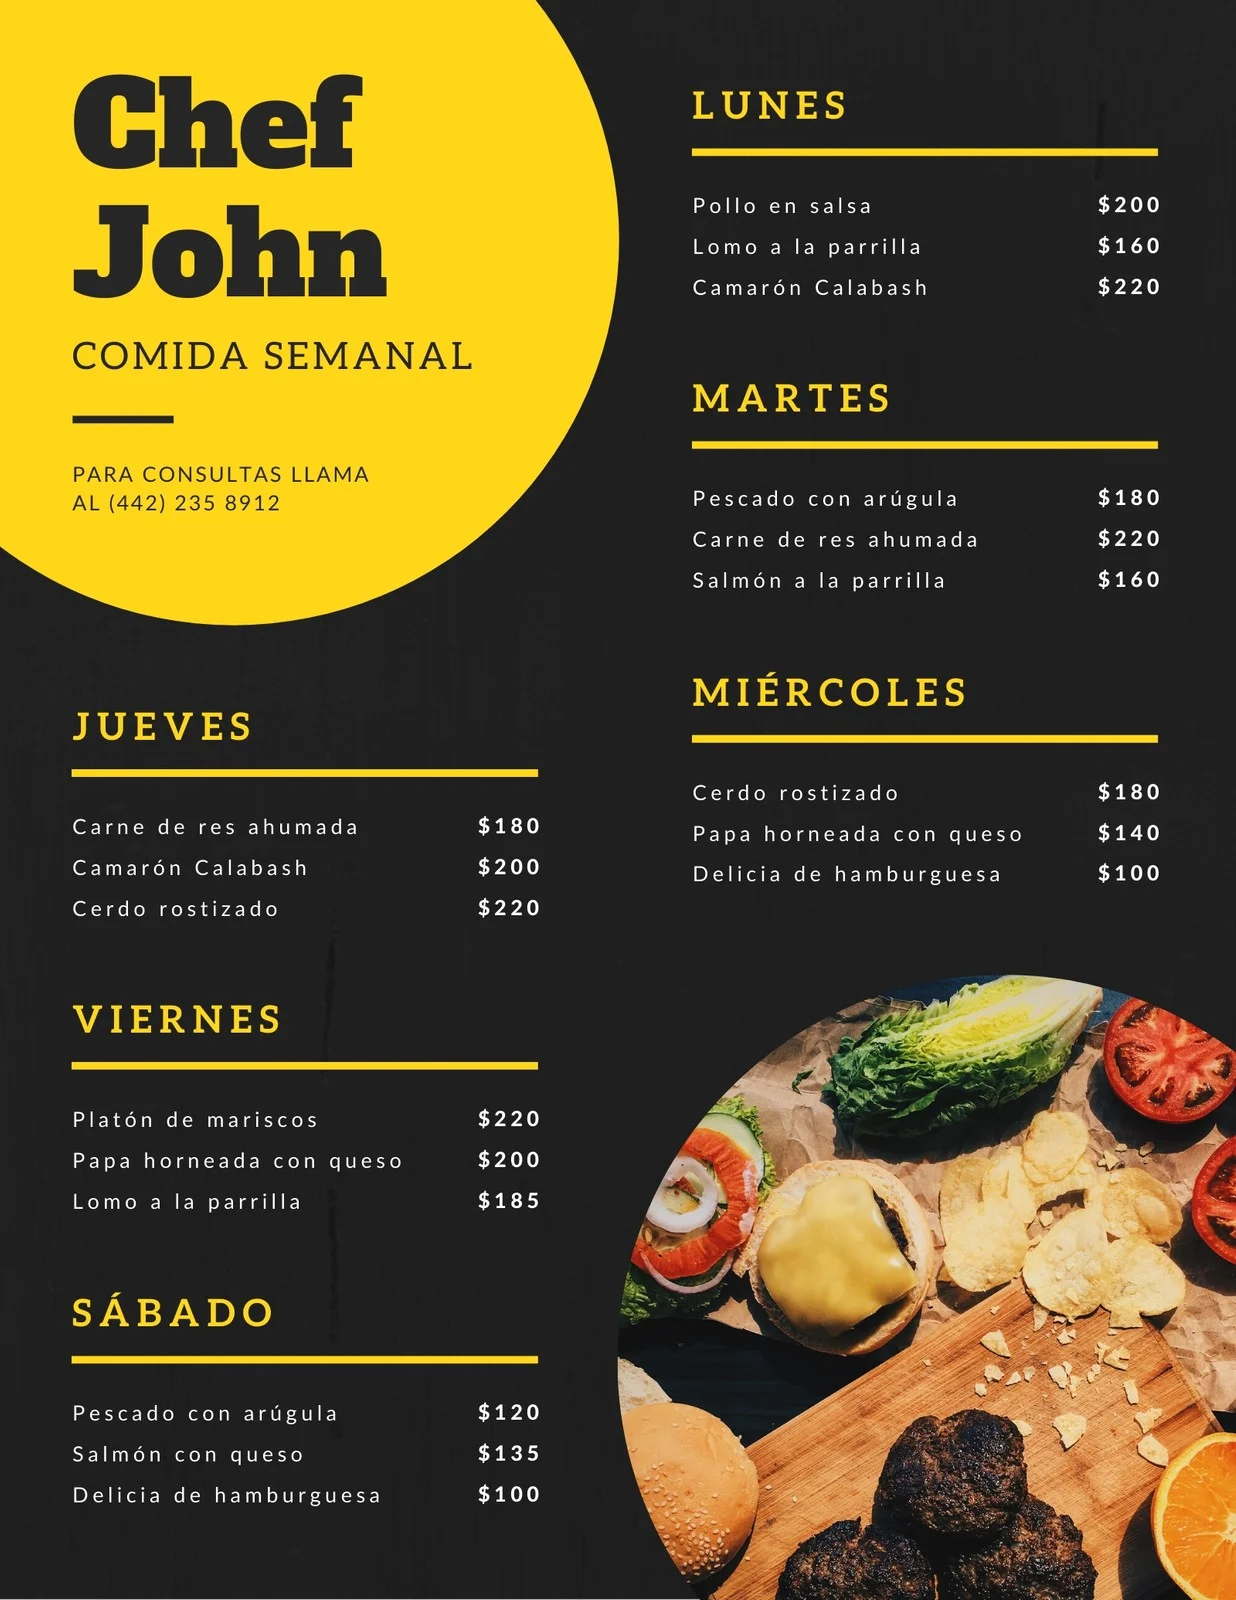 Chef
John
COMIDA SEMANAL
PARA CONSULTAS LLAMA
AL (442) 235 8912
LUNES
Pollo en salsa $200
Lomo a la parrilla $160
Camarón Calabash $220
MARTES
Pescado con arúgula $180
Carne de res ahumada $220
Salmón a la parrilla $160
MIÉRCOLES
Cerdo rostizado $180
Papa horneada con queso $140
Delicia de hamburguesa $100
JUEVES
Carne de res ahumada $180
Camarón Calabash $200
Cerdo rostizado $220
VIERNES
Platón de mariscos $220
Papa horneada con queso $200
Lomo a la parrilla $185
SÁBADO
Pescado con arúgula $120
Salmón con queso $135
Delicia de hamburguesa $100